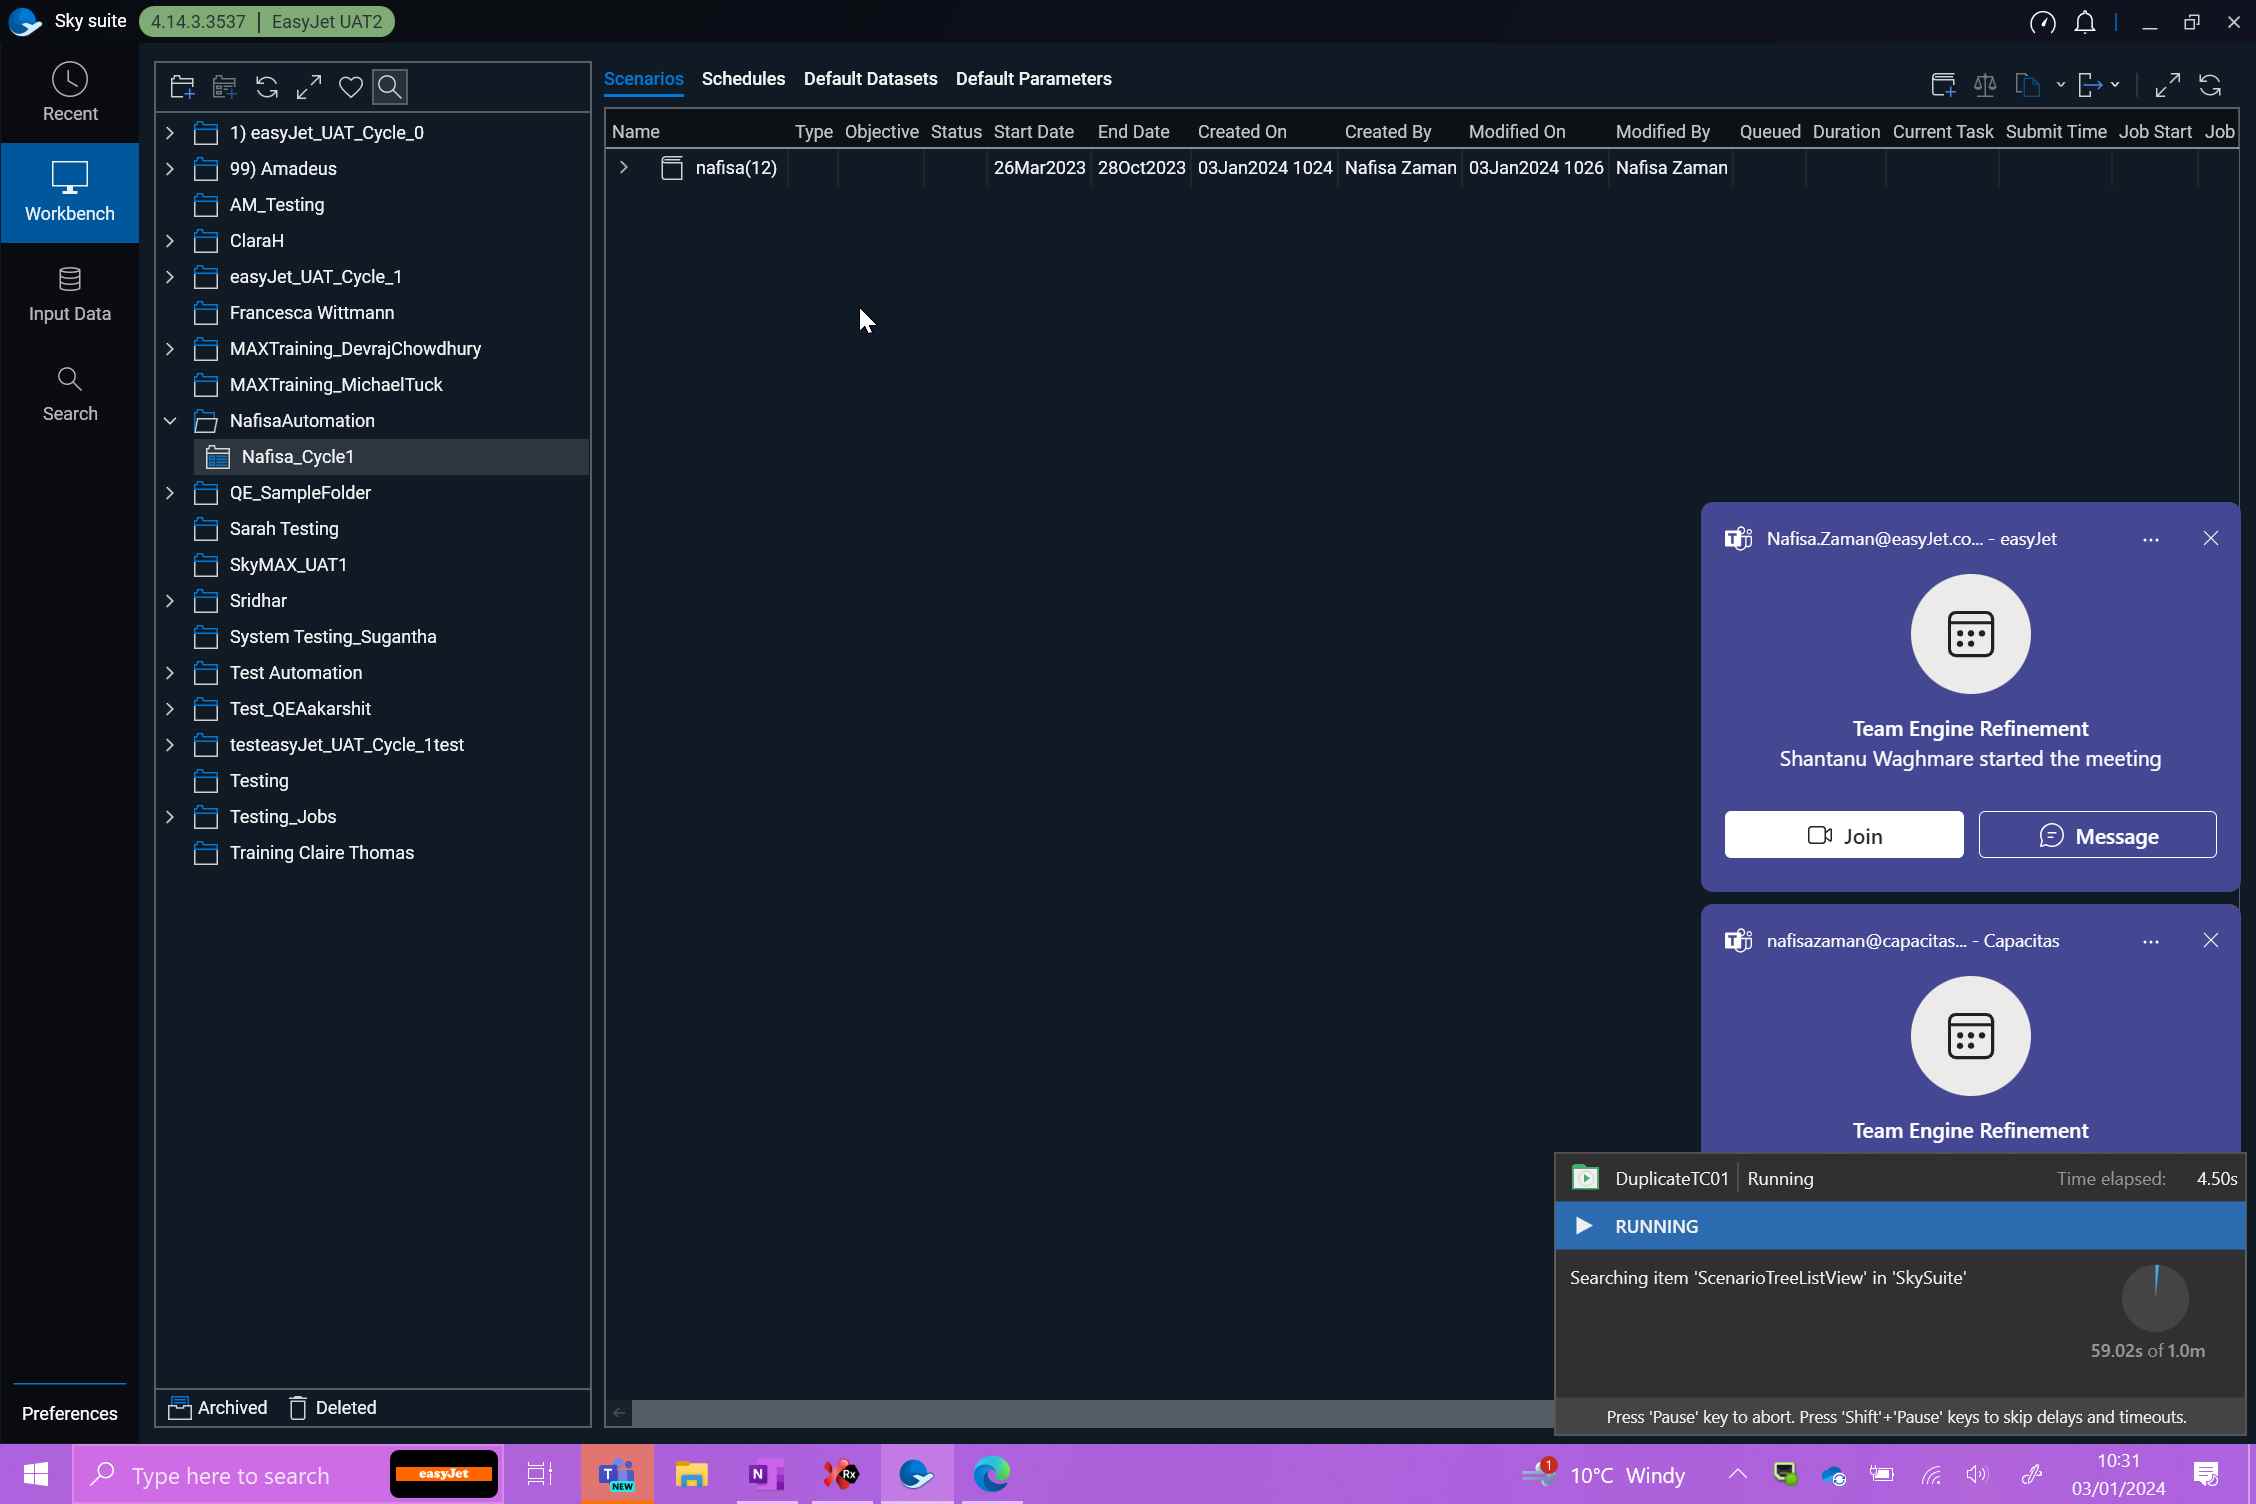 Sky suite 4.14.3.3537 | EasyJet UAT2
Recent
Workbench
Input Data
Search
Preferences
1) easyJet_UAT_Cycle_0
99) Amadeus
AM_Testing
ClaraH
easyJet_UAT_Cycle_1
Francesca Wittmann
MAXTraining_DevrajChowdhury
MAXTraining_MichaelTuck
NafisaAutomation
Nafisa_Cycle1
QE_SampleFolder
Sarah Testing
SkyMAX_UAT1
Sridhar
System Testing_Sugantha
Test Automation
Test_QEAakarshit
testeasyJet_UAT_Cycle_1test
Testing
Testing_Jobs
Training Claire Thomas
Archived Deleted
Scenarios Schedules Default Datasets Default Parameters
Name Type Objective Status Start Date End Date Created On Created By Modified On Modified By Queued Duration Current Task Submit Time Job Start Job
nafisa(12) 26Mar2023 28Oct2023 03Jan2024 1024 Nafisa Zaman 03Jan2024 1026 Nafisa Zaman
Nafisa.Zaman@easyJet.co... - easyJet
Team Engine Refinement
Shantanu Waghmare started the meeting
Join Message
nafisazaman@capacitas... - Capacitas
Team Engine Refinement
DuplicateTC01 Running Time elapsed: 4.50s
RUNNING
Searching item 'ScenarioTreeListView' in 'SkySuite'
59.02s of 1.0m
Press 'Pause' key to abort. Press 'Shift'+'Pause' keys to skip delays and timeouts.
Type here to search easyJet
T NEW
N
Rx
1
10°C Windy
10:31
03/01/2024